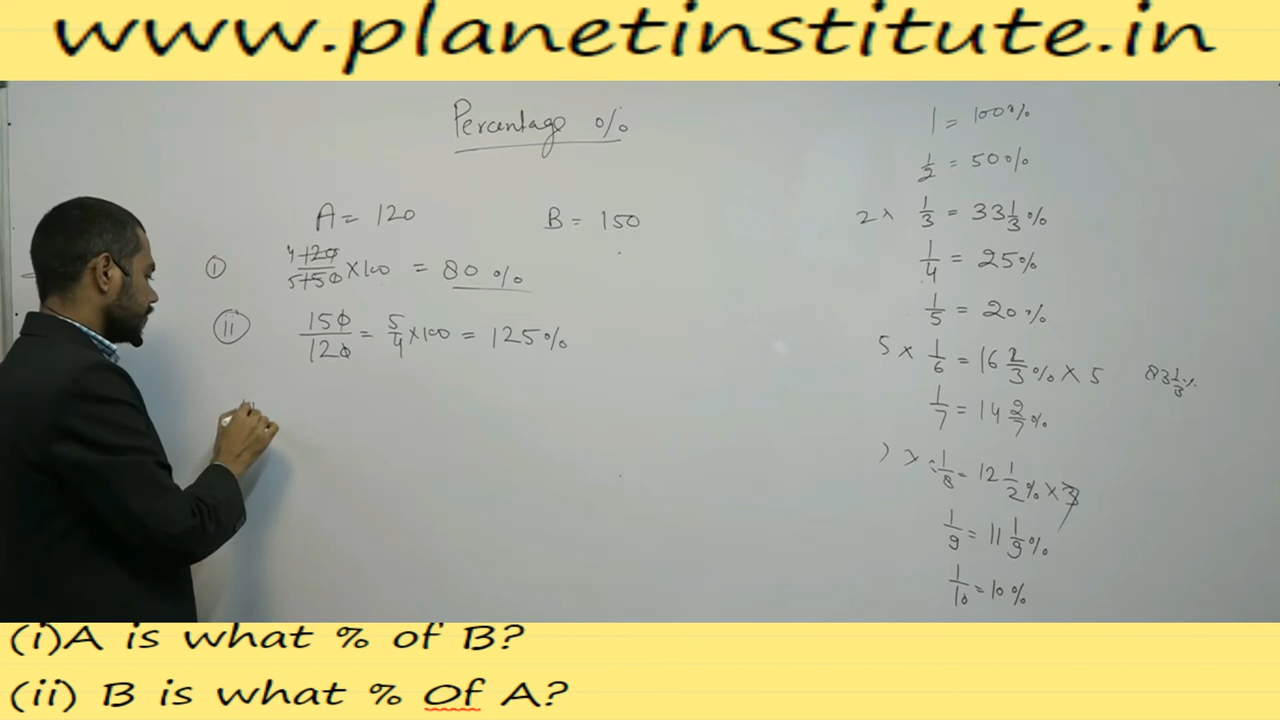 www.planetinstitute.in
Percentage %
A = 120 B = 150
(i) 4 120/5 150 × 100 = 80 %
(ii) 150/120 = 5/4 × 100 = 125%
1 = 100%
1/2 = 50%
2 × 1/3 = 33 1/3 %
1/4 = 25%
1/5 = 20%
5 × 1/6 = 16 2/3 % × 5 83 1/3 %
1/7 = 14 2/7 %
1/8 = 12 1/2 % ×
1/9 = 11 1/9 %
1/10 = 10%
(i)A is what % of B?
(ii) B is what % Of A?